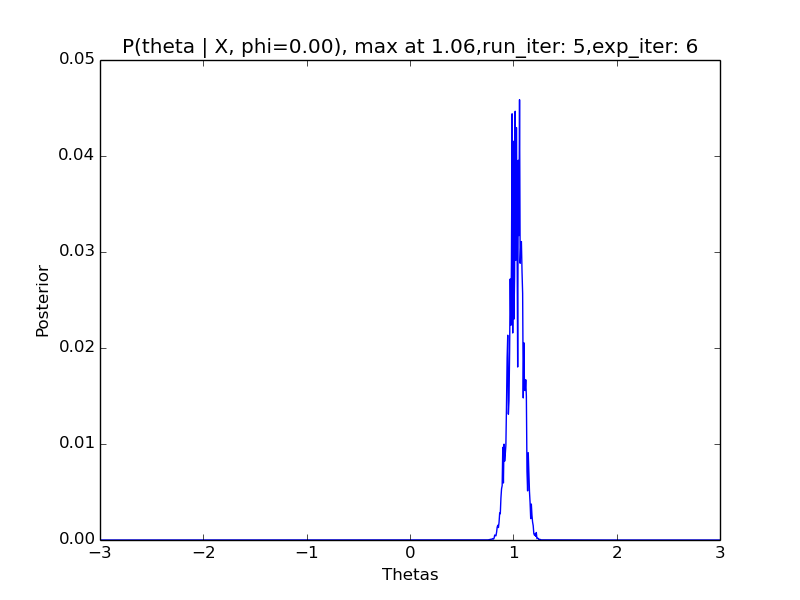 P(theta | X, phi=0.00), max at 1.06,run_iter: 5,exp_iter: 6
0.05
0.04
0.03
0.02
0.01
0.00
Posterior
−3 −2 −1 0 1 2 3
Thetas